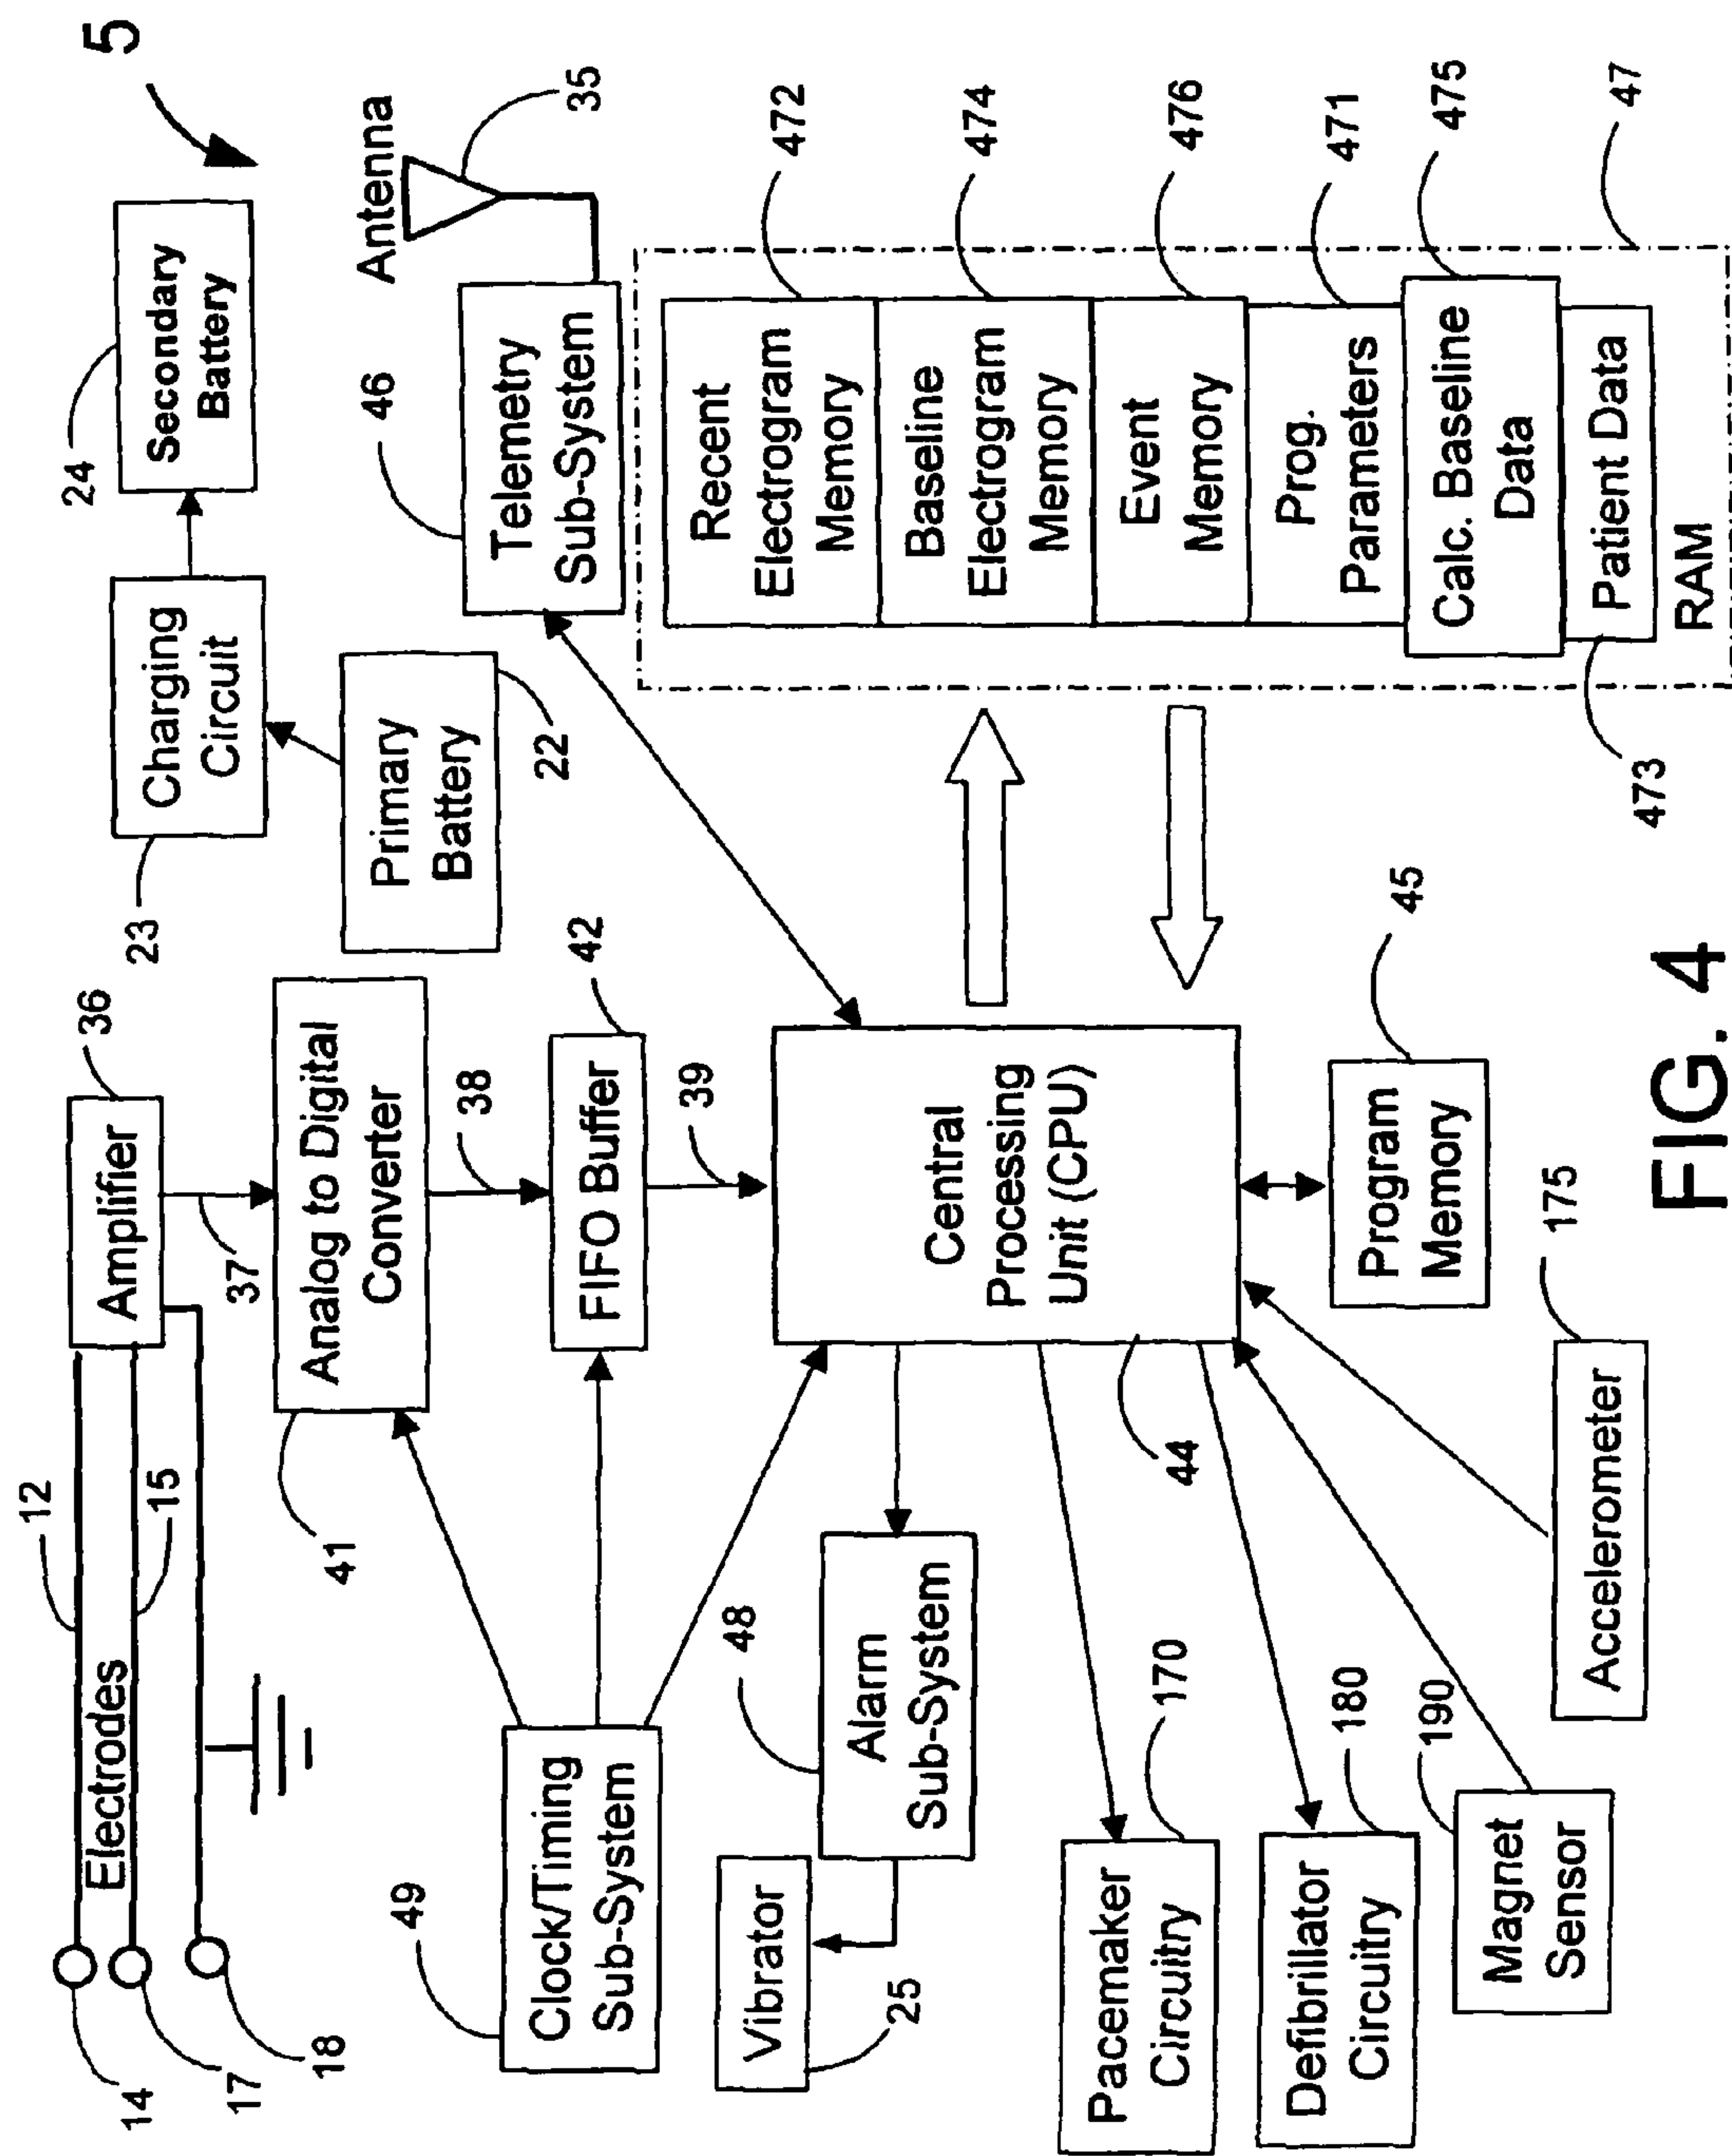 5
14
17
18
Electrodes
12
15
Amplifier
36
37
Analog to Digital
Converter
41
38
FIFO Buffer
42
39
23
Charging
Circuit
24
Secondary
Battery
Primary
Battery
22
Antenna
35
46
Telemetry
Sub-System
49
Clock/Timing
Sub-System
Vibrator
25
48
Alarm
Sub-System
Central
Processing
Unit (CPU)
44
Pacemaker
Circuitry
170
Defibrillator
Circuitry
180
Magnet
Sensor
190
Accelerometer
175
Program
Memory
45
Recent
Electrogram
Memory
472
Baseline
Electrogram
Memory
474
Event
Memory
476
Prog.
Parameters
471
Calc. Baseline
Data
475
Patient Data
473
RAM
47
FIG. 4